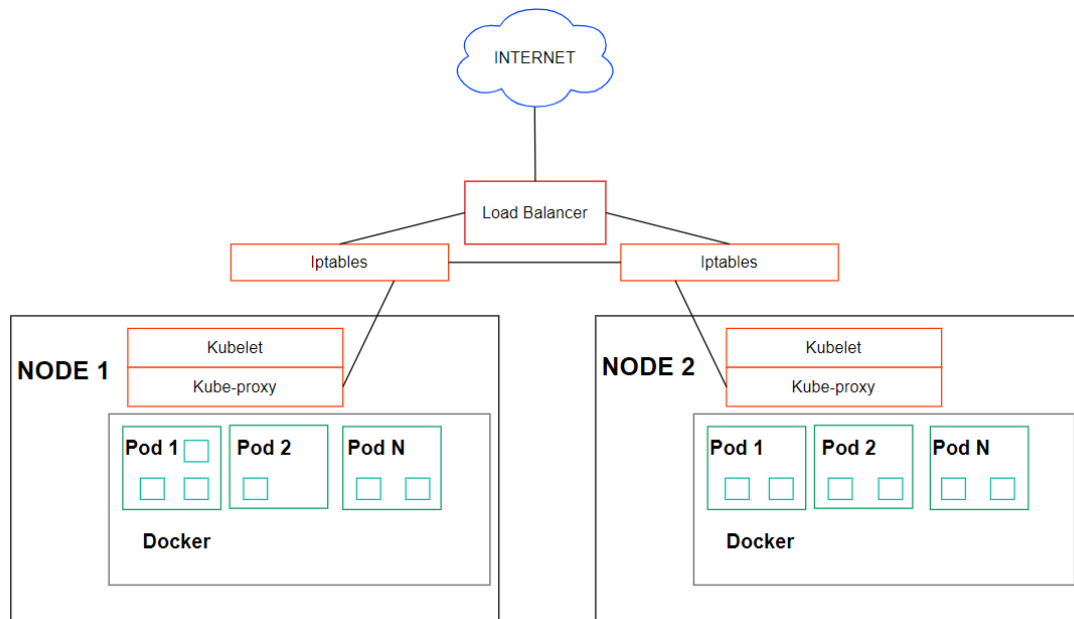 INTERNET
Load Balancer
Iptables
Iptables
NODE 1
Kubelet
Kube-proxy
Pod 1
Pod 2
Pod N
Docker
NODE 2
Kubelet
Kube-proxy
Pod 1
Pod 2
Pod N
Docker